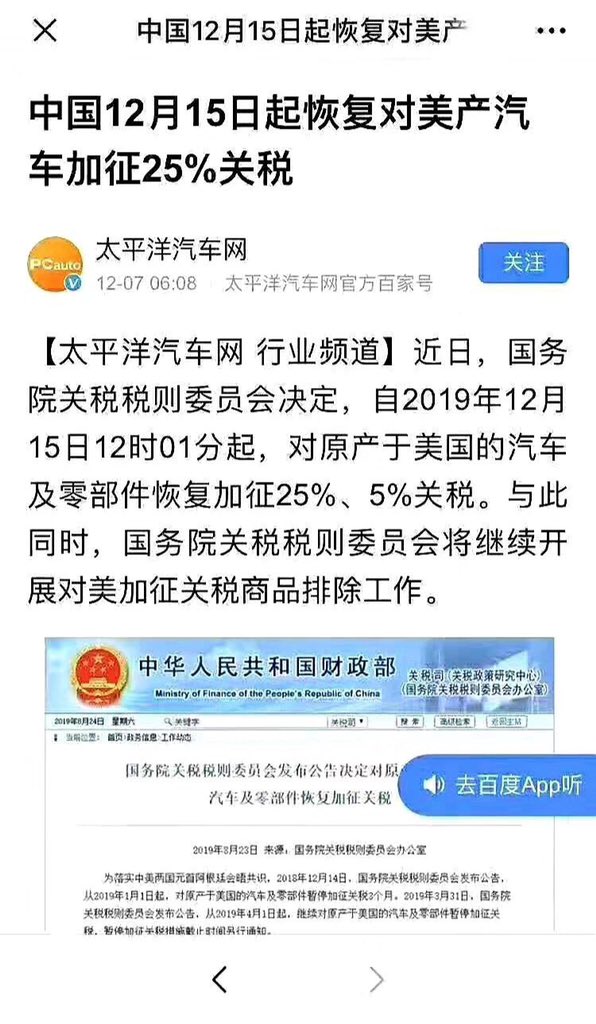 中国12月15日起恢复对美产
中国12月15日起恢复对美产汽
车加征25%关税
PCauto
V
太平洋汽车网
12-07 06:08 太平洋汽车网官方百家号
关注
【太平洋汽车网 行业频道】近日，国务
院关税税则委员会决定，自2019年12月
15日12时01分起，对原产于美国的汽车
及零部件恢复加征25%、5%关税。与此
同时，国务院关税税则委员会将继续开
展对美加征关税商品排除工作。
中华人民共和国财政部
Ministry of Finance of the People's Republic of China
关税司(关税政策研究中心)
(国务院关税税则委员会办公室)
2019年8月24日 星期六
关键字
关税司
搜索
高级检索
返回主站
当前位置：首页>政务信息>工作动态
国务院关税税则委员会发布公告决定对原
汽车及零部件恢复加征关税
去百度App听
2019年8月23日 来源：国务院关税税则委员会办公室
为落实中美两国元首阿根廷会晤共识，2018年12月14日，国务院关税税则委员会发布公告，
从2019年1月1日起，对原产于美国的汽车及零部件暂停加征关税3个月。2019年3月31日，国务院
关税税则委员会发布公告，从2019年4月1日起，继续对原产于美国的汽车及零部件暂停加征关
税，暂停加征关税措施截止时间另行通知。